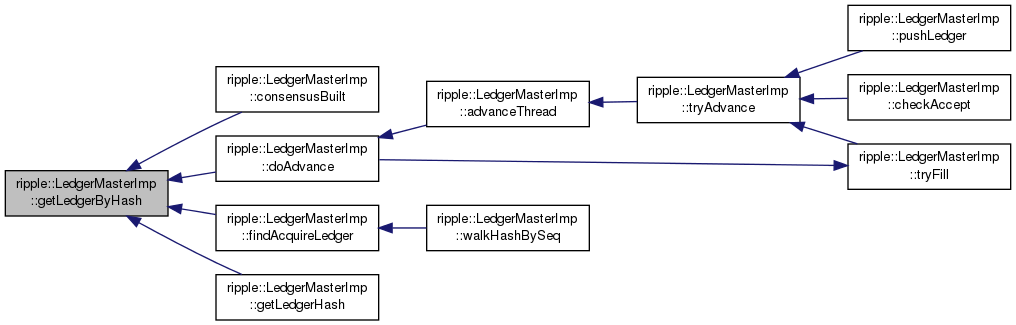 ripple::LedgerMasterImp
::pushLedger
ripple::LedgerMasterImp
::consensusBuilt
ripple::LedgerMasterImp
::advanceThread
ripple::LedgerMasterImp
::tryAdvance
ripple::LedgerMasterImp
::checkAccept
ripple::LedgerMasterImp
::doAdvance
ripple::LedgerMasterImp
::tryFill
ripple::LedgerMasterImp
::getLedgerByHash
ripple::LedgerMasterImp
::findAcquireLedger
ripple::LedgerMasterImp
::walkHashBySeq
ripple::LedgerMasterImp
::getLedgerHash